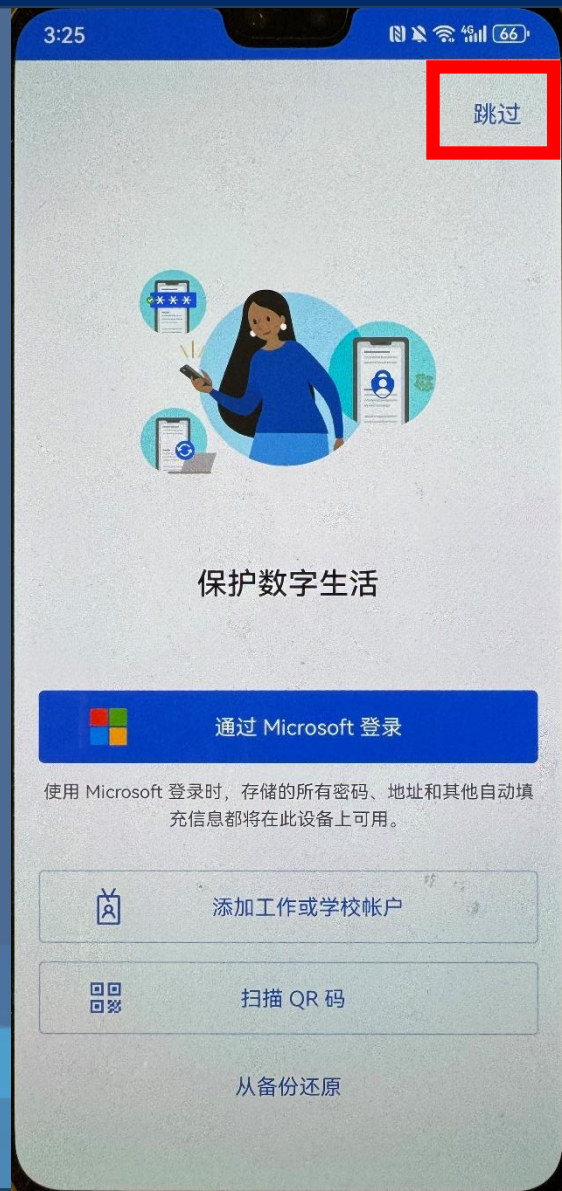 3:25
4G 66
跳过
***
保护数字生活
通过 Microsoft 登录
使用 Microsoft 登录时，存储的所有密码、地址和其他自动填
充信息都将在此设备上可用。
添加工作或学校帐户
扫描 QR 码
从备份还原